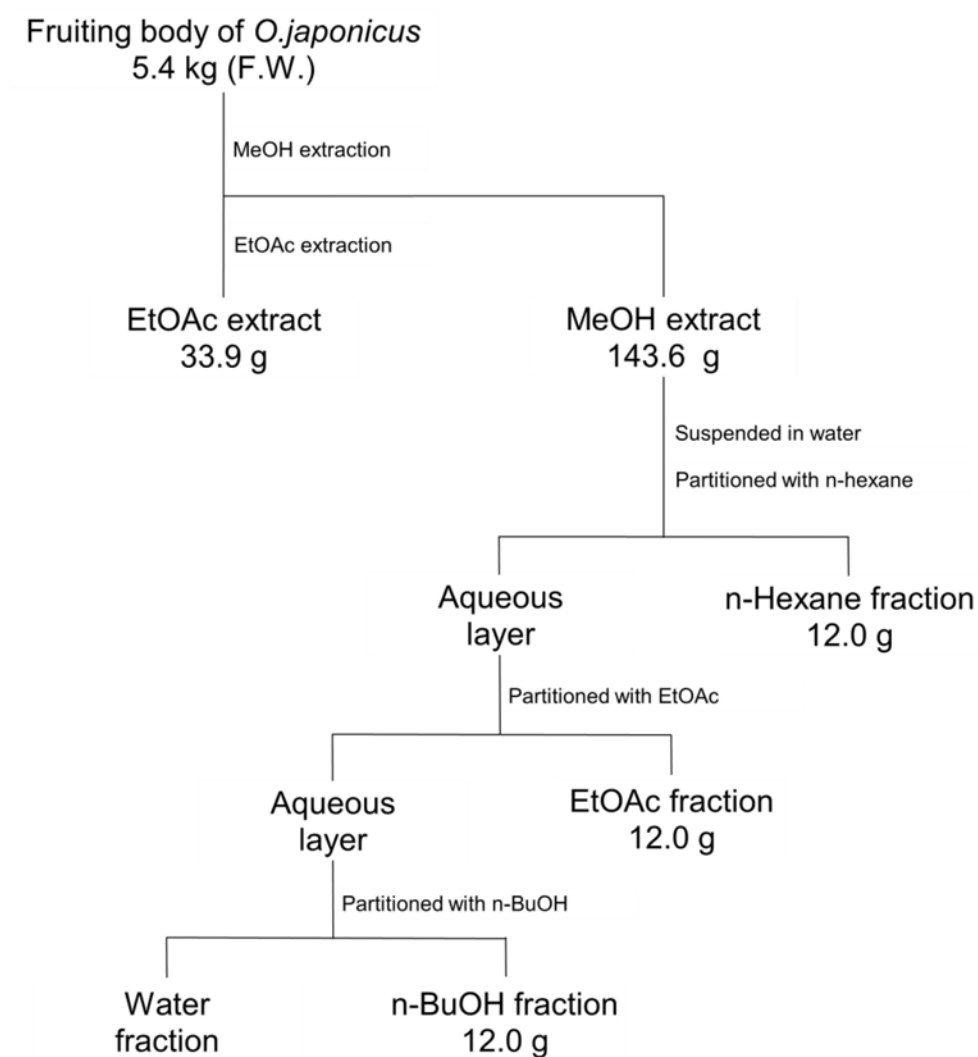 Fruiting body of O.japonicus
5.4 kg (F.W.)
MeOH extraction
EtOAc extraction
EtOAc extract
33.9 g
MeOH extract
143.6 g
Suspended in water
Partitioned with n-hexane
Aqueous
layer
n-Hexane fraction
12.0 g
Partitioned with EtOAc
Aqueous
layer
EtOAc fraction
12.0 g
Partitioned with n-BuOH
Water
fraction
n-BuOH fraction
12.0 g